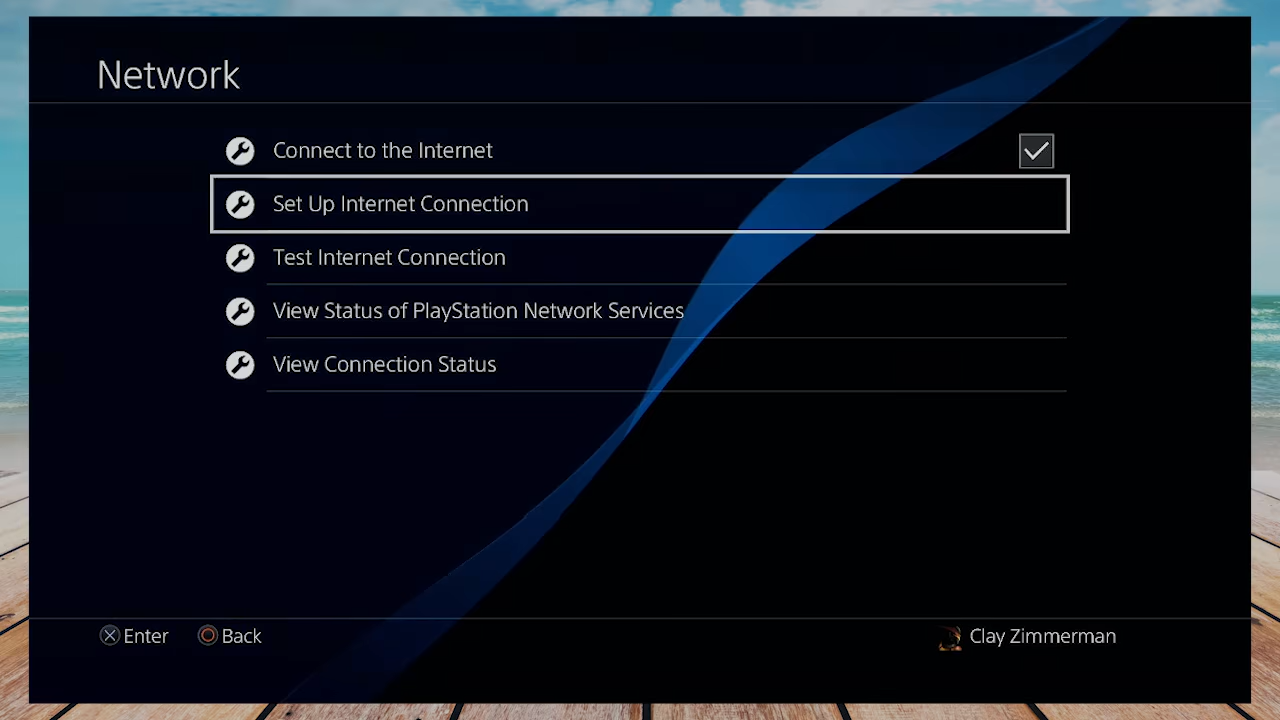 Network
Connect to the Internet
Set Up Internet Connection
Test Internet Connection
View Status of PlayStation Network Services
View Connection Status
Enter Back Clay Zimmerman